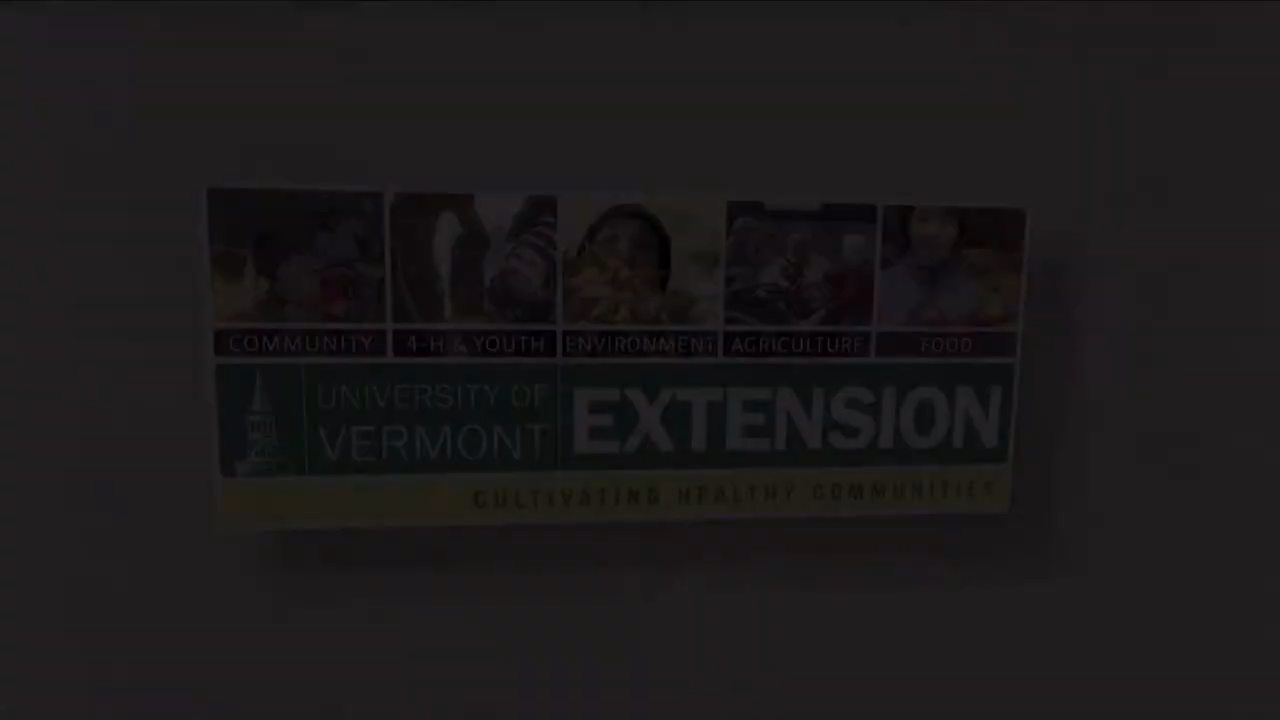 COMMUNITY 4-H & YOUTH ENVIRONMENT AGRICULTURE FOOD
UNIVERSITY OF
VERMONT
EXTENSION
CULTIVATING HEALTHY COMMUNITIES